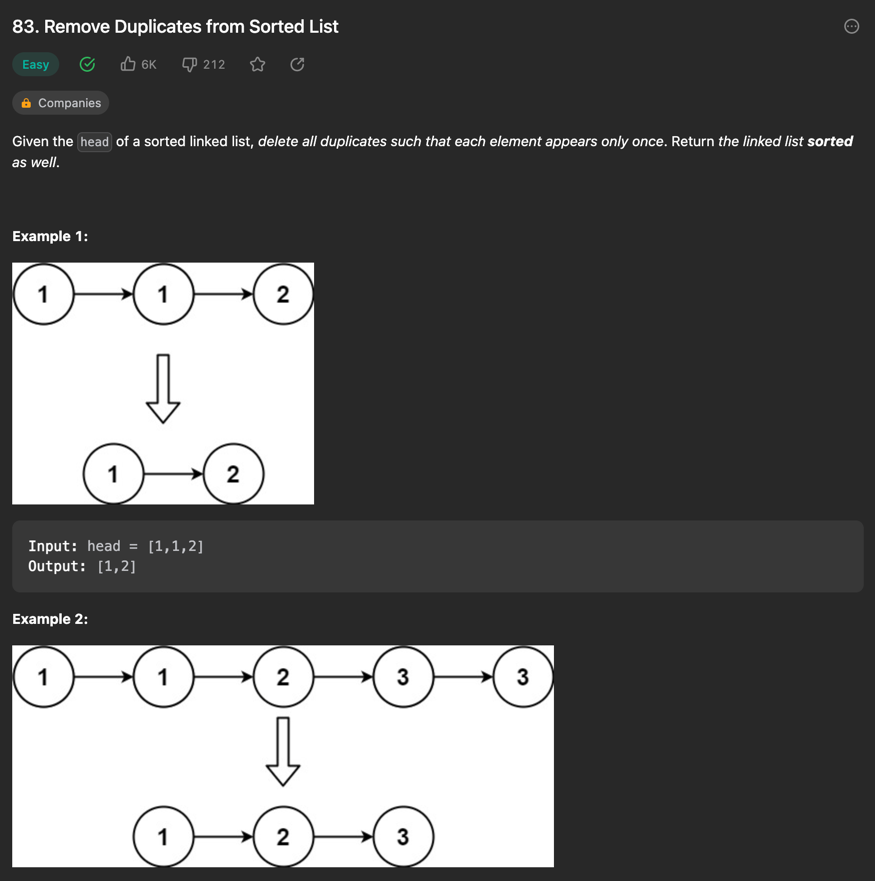 83. Remove Duplicates from Sorted List
Easy 6K 212
Companies
Given the head of a sorted linked list, delete all duplicates such that each element appears only once. Return the linked list sorted
as well.
Example 1:
1 1 2
1 2
Input: head = [1,1,2]
Output: [1,2]
Example 2:
1 1 2 3 3
1 2 3